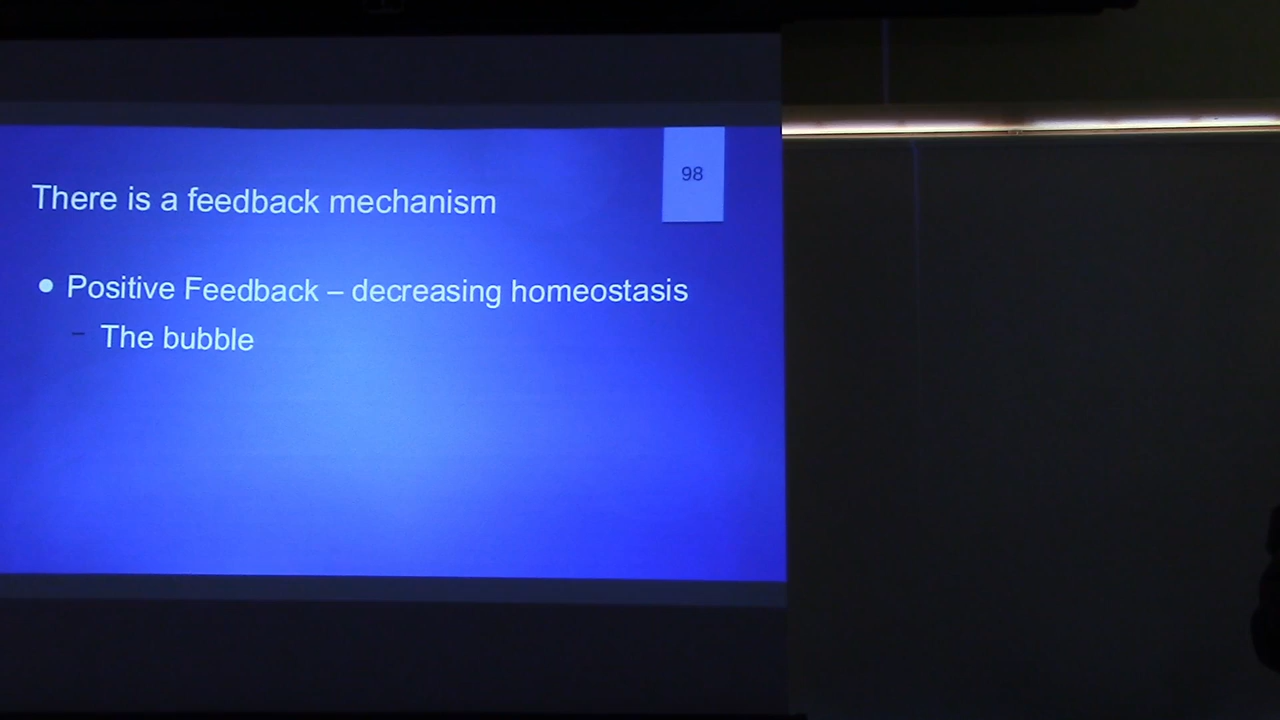 98
There is a feedback mechanism
● Positive Feedback – decreasing homeostasis
– The bubble